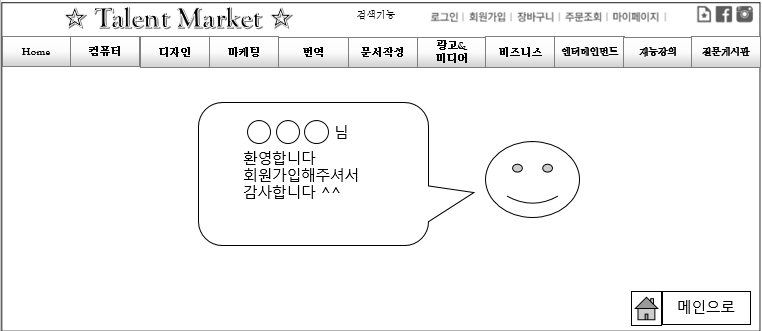 ☆ Talent Market ☆
검색기능
로그인 | 회원가입 | 장바구니 | 주문조회 | 마이페이지 |
Home
컴퓨터
디자인
마케팅
번역
문서작성
광고&
미디어
비즈니스
엔터테인먼트
재능강의
질문게시판
○○○ 님
환영합니다
회원가입해주셔서
감사합니다 ^^
메인으로